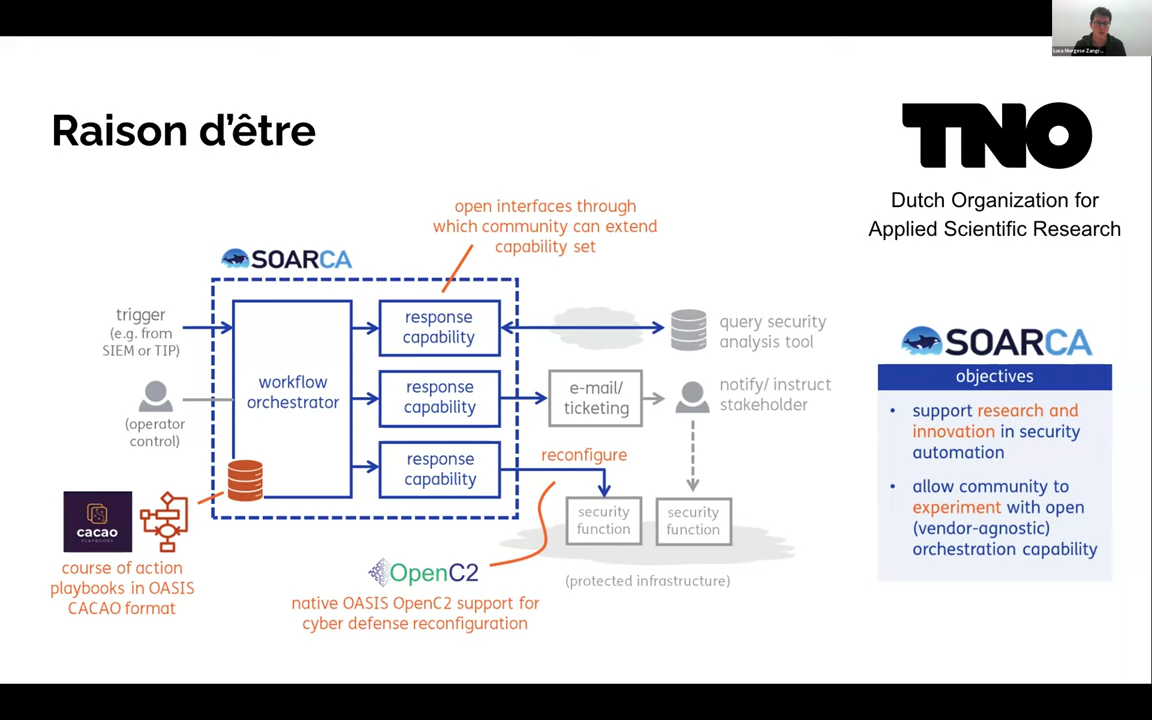 Luca Morgese Zangr...
Raison d'être
TNO
Dutch Organization for
Applied Scientific Research
open interfaces through
which community can extend
capability set
SOARCA
trigger
(e.g. from
SIEM or TIP)
(operator
control)
workflow
orchestrator
response
capability
response
capability
response
capability
query security
analysis tool
e-mail/
ticketing
notify/ instruct
stakeholder
reconfigure
security
function
security
function
(protected infrastructure)
cacao
PLAYBOOKS
course of action
playbooks in OASIS
CACAO format
OpenC2
native OASIS OpenC2 support for
cyber defense reconfiguration
SOARCA
objectives
• support research and
innovation in security
automation
• allow community to
experiment with open
(vendor-agnostic)
orchestration capability